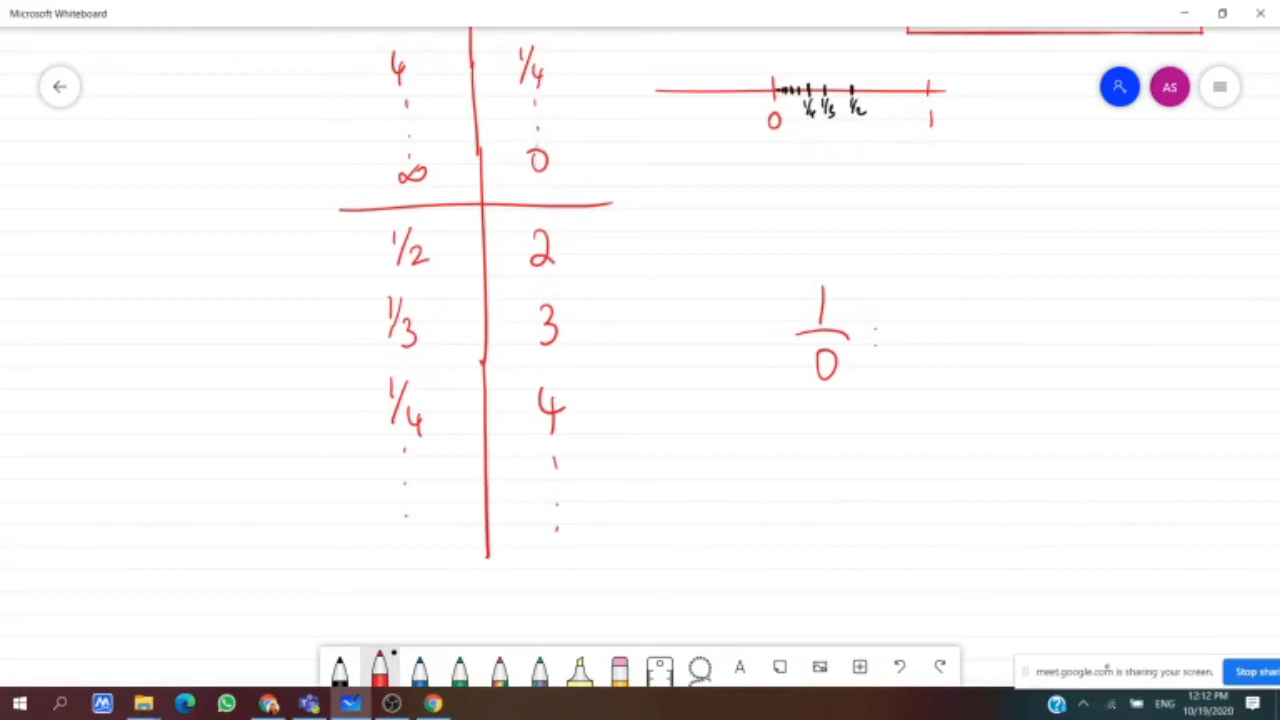 Microsoft Whiteboard
4 1/4
∞ 0
1/2 2
1/3 3
1/4 4
0 1/4 1/3 1/2 1
1
0
AS
A
meet.google.com is sharing your screen.
Stop shar
ENG
12:12 PM
10/19/2020